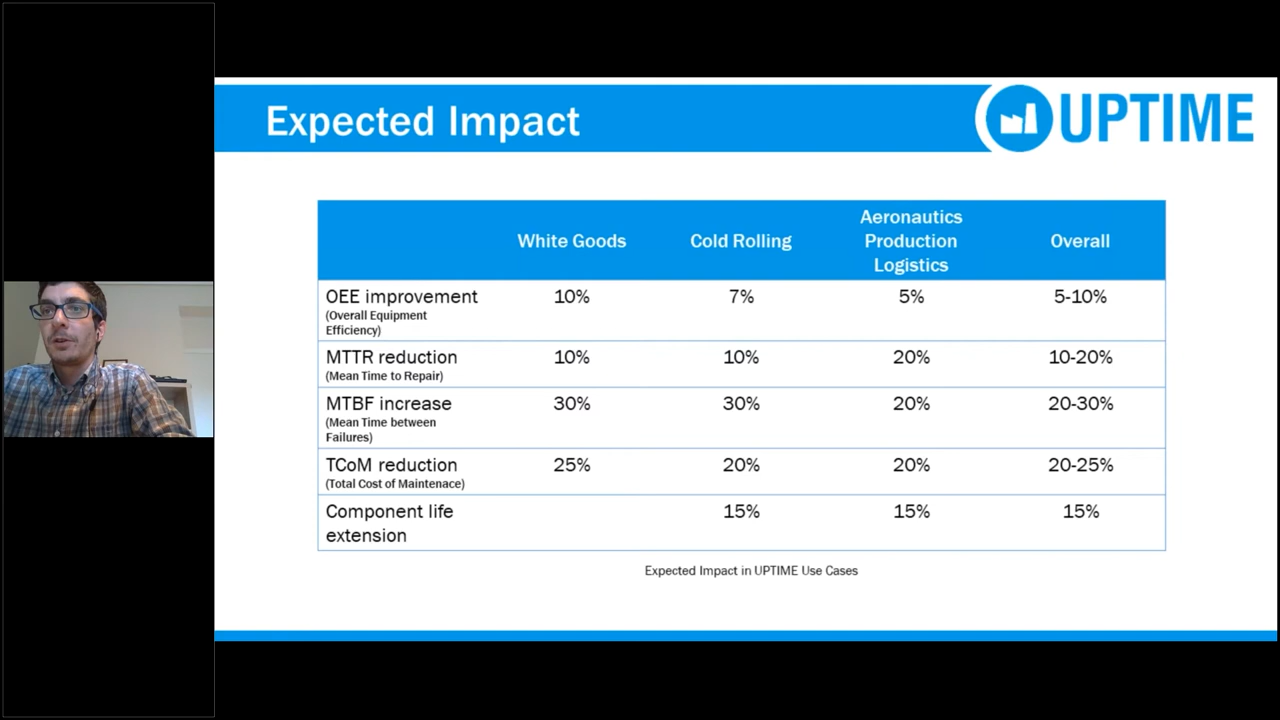 Expected Impact
UPTIME
White Goods
Cold Rolling
Aeronautics
Production
Logistics
Overall
OEE improvement
(Overall Equipment
Efficiency)
10%
7%
5%
5-10%
MTTR reduction
(Mean Time to Repair)
10%
10%
20%
10-20%
MTBF increase
(Mean Time between
Failures)
30%
30%
20%
20-30%
TCoM reduction
(Total Cost of Maintenace)
25%
20%
20%
20-25%
Component life
extension
15%
15%
15%
Expected Impact in UPTIME Use Cases